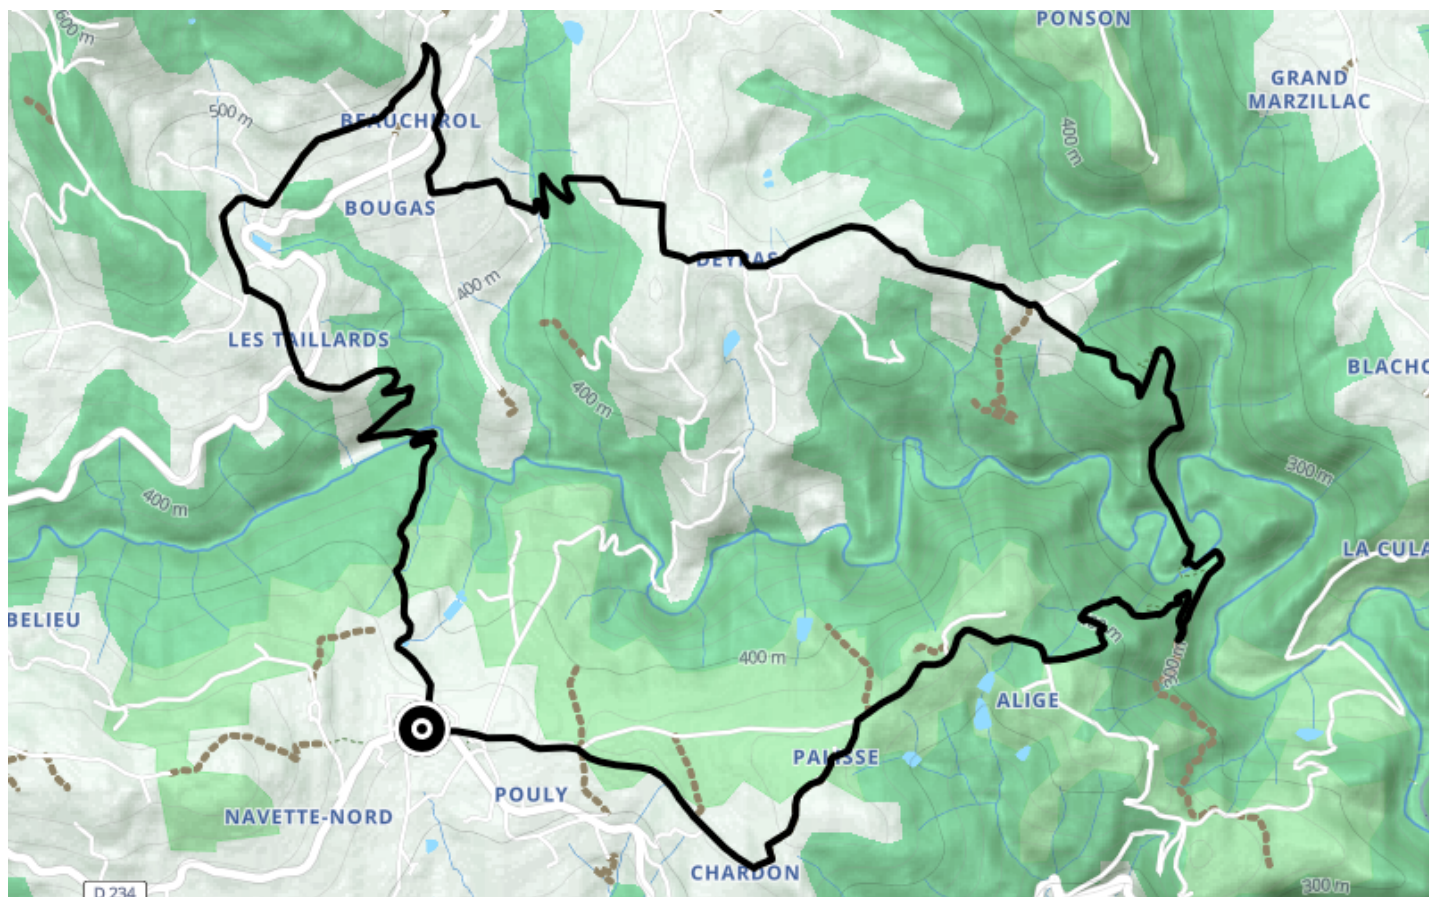 600 m
PONSON
GRAND
MARZILLAC
500 m
BEAUCHIROL
400 m
BOUGAS
DEYRAS
400 m
LES TAILLARDS
BLACHO
400 m
300 m
400 m
LA CULA
BELIEU
400 m
300 m
ALIGE
PALISSE
POULY
NAVETTE-NORD
CHARDON
D 234
300 m